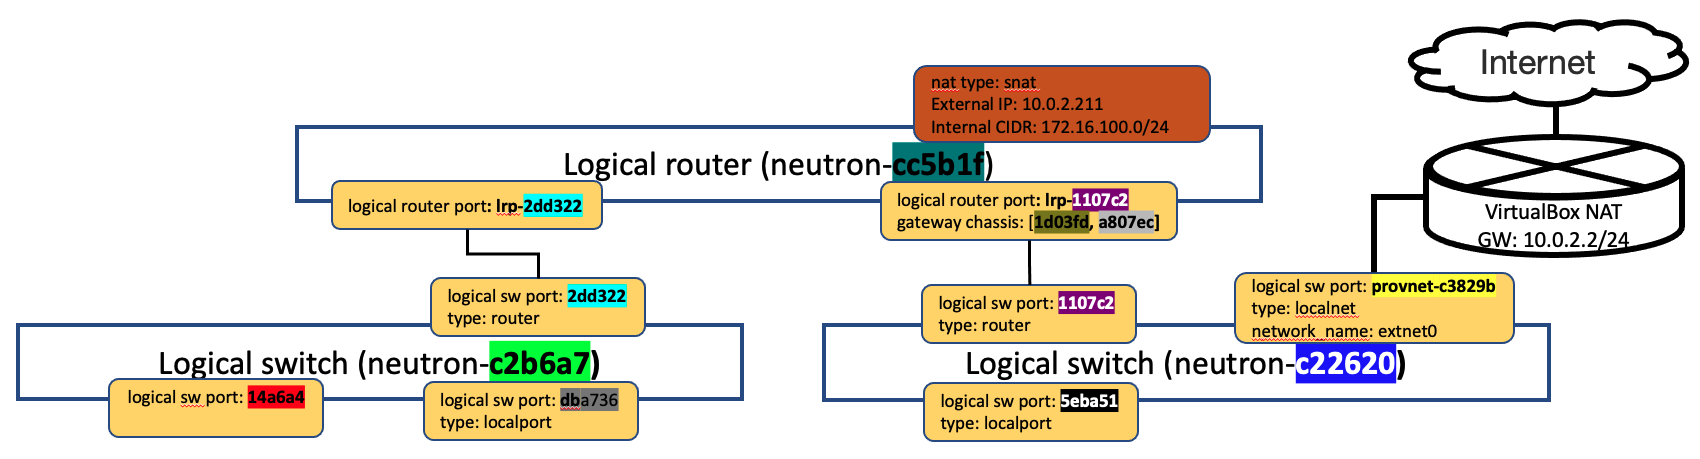 Internet
nat type: snat
External IP: 10.0.2.211
Internal CIDR: 172.16.100.0/24
Logical router (neutron-cc5b1f)
logical router port: lrp-2dd322
logical router port: lrp-1107c2
gateway chassis: [1d03fd, a807ec]
VirtualBox NAT
GW: 10.0.2.2/24
logical sw port: 2dd322
type: router
logical sw port: 1107c2
type: router
logical sw port: provnet-c3829b
type: localnet
network_name: extnet0
Logical switch (neutron-c2b6a7)
Logical switch (neutron-c22620)
logical sw port: 14a6a4
logical sw port: dba736
type: localport
logical sw port: 5eba51
type: localport